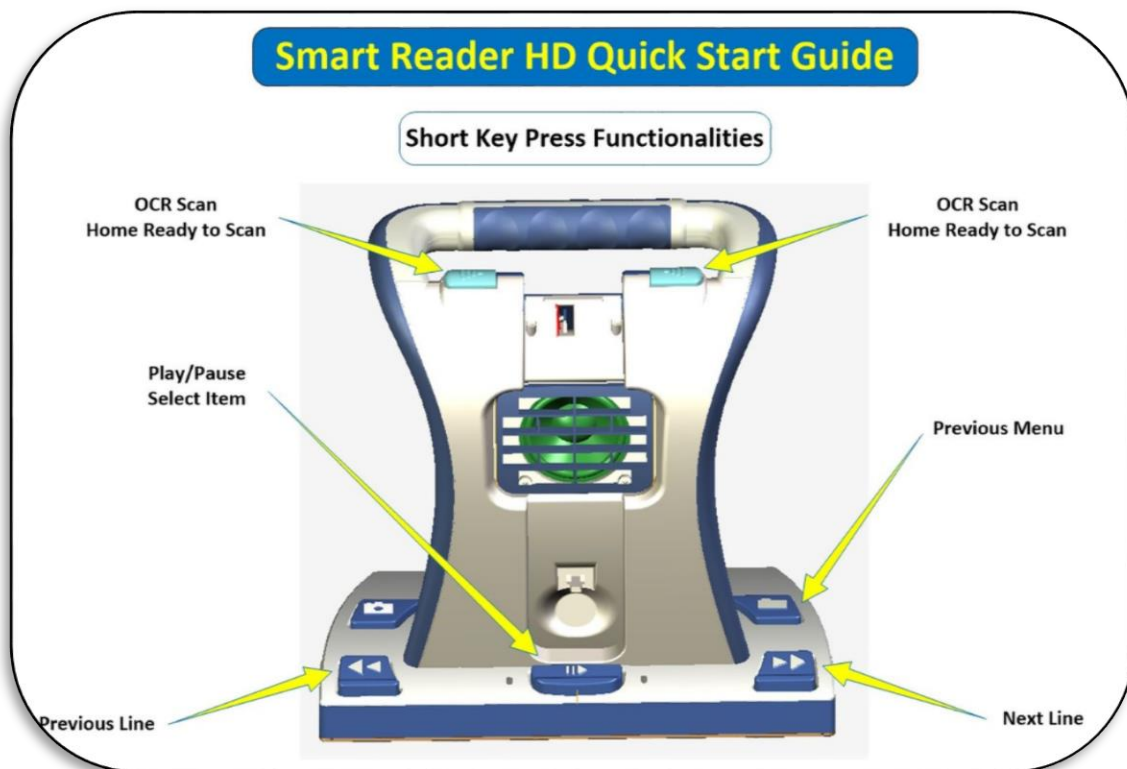 Smart Reader HD Quick Start Guide
Short Key Press Functionalities
OCR Scan
Home Ready to Scan
OCR Scan
Home Ready to Scan
Play/Pause
Select Item
Previous Menu
Previous Line
Next Line